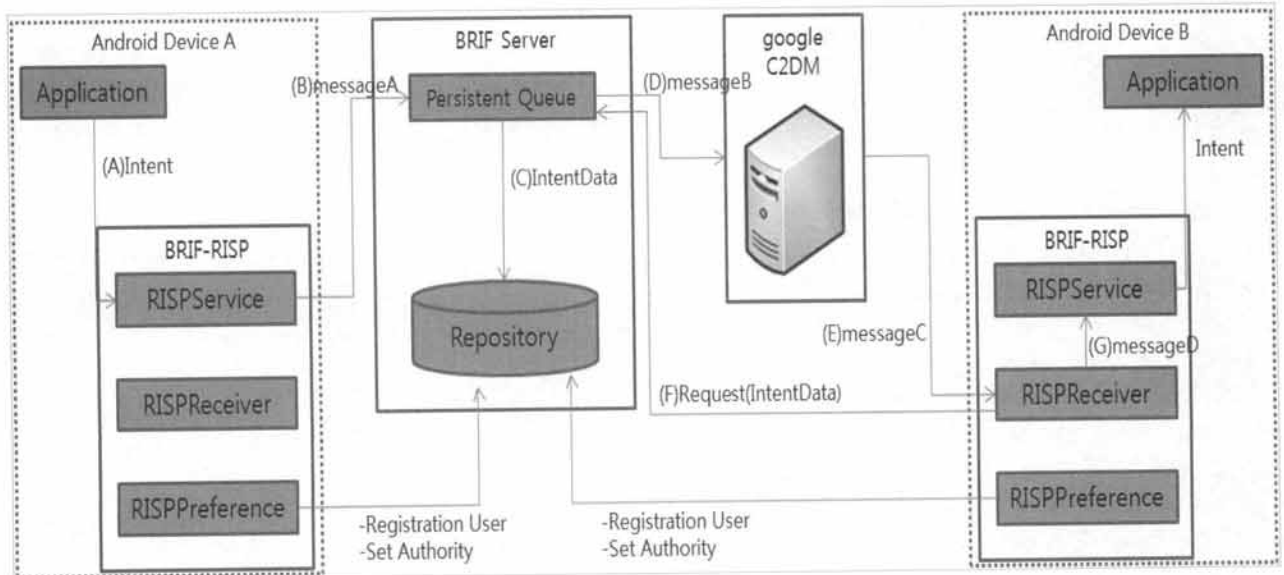 Android Device A
Application
(A)Intent
BRIF-RISP
RISPService
RISPReceiver
RISPPreference
(B)messageA
BRIF Server
Persistent Queue
(C)IntentData
Repository
-Registration User
-Set Authority
(D)messageB
google
C2DM
(E)messageC
(F)Request(IntentData)
-Registration User
-Set Authority
Android Device B
Application
Intent
BRIF-RISP
RISPService
(G)messageD
RISPReceiver
RISPPreference